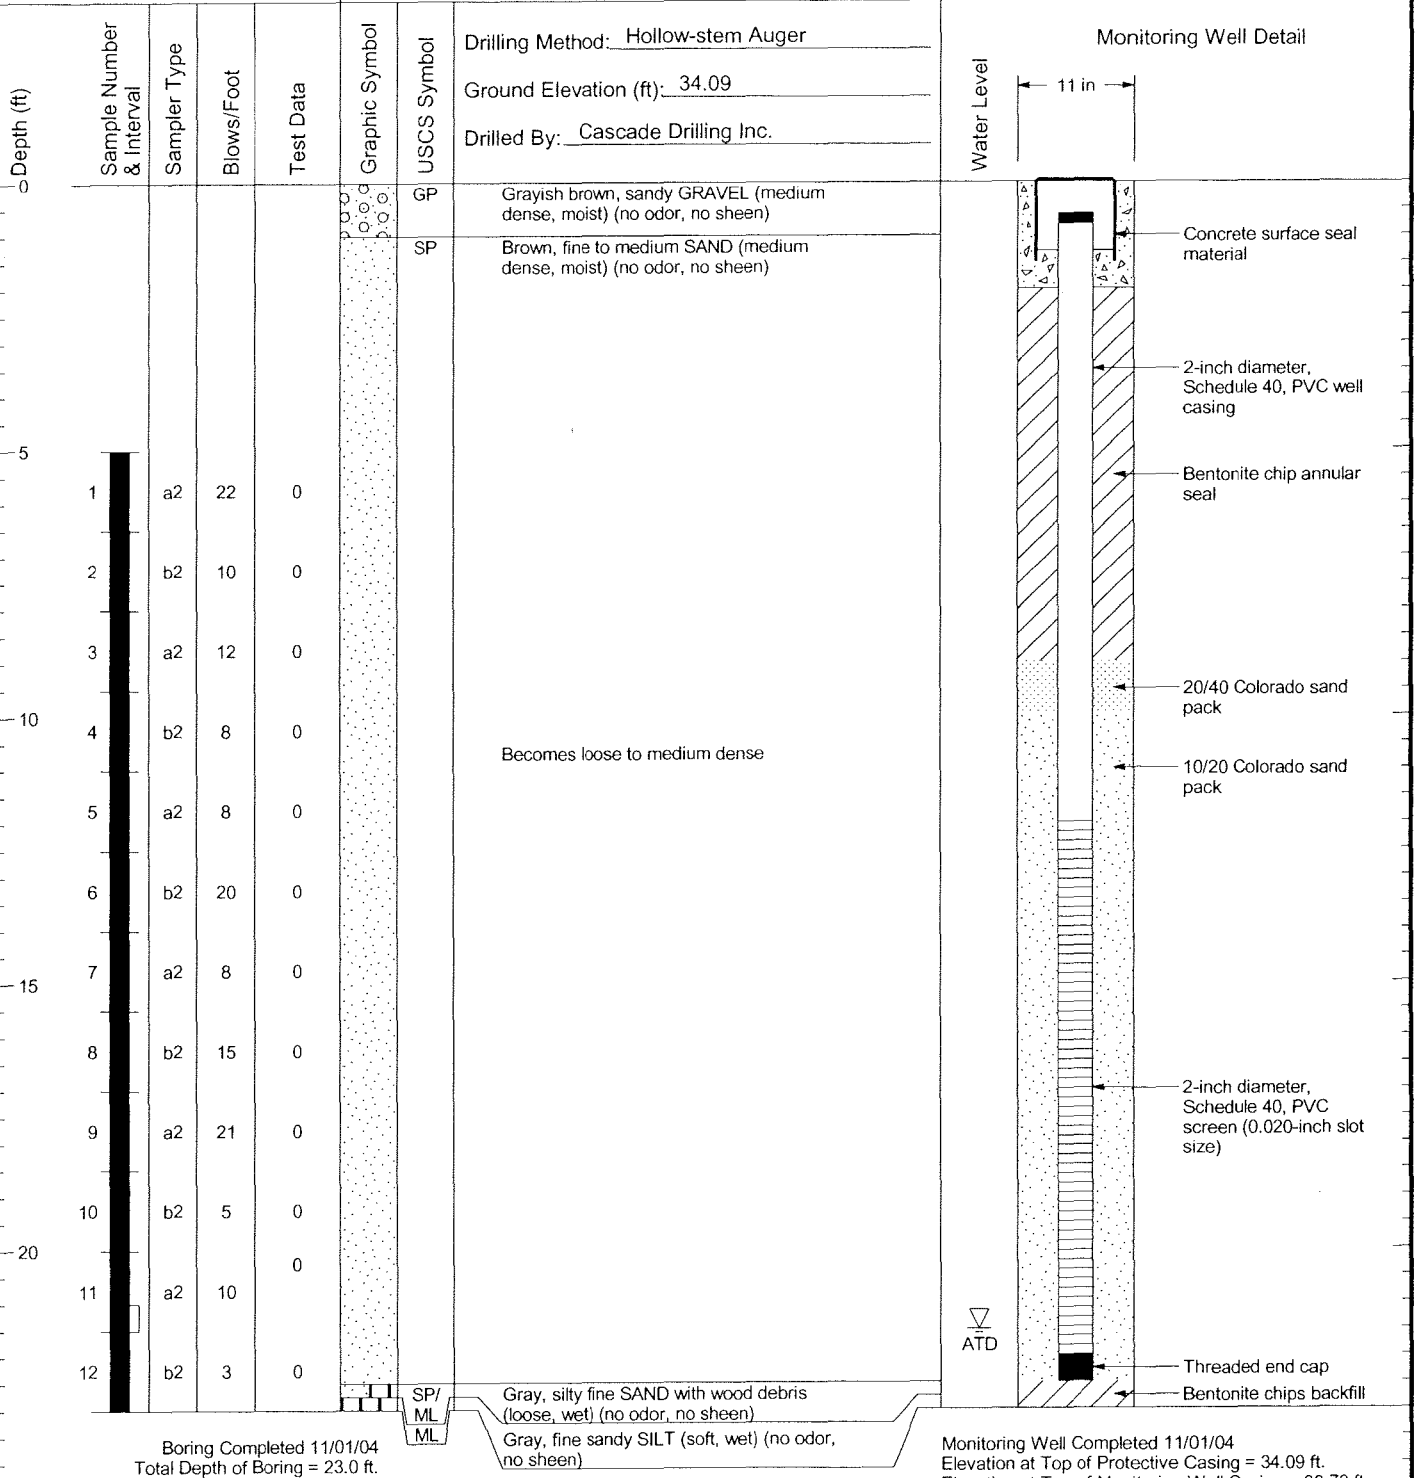 Depth (ft)
Sample Number
& Interval
Sampler Type
Blows/Foot
Test Data
Graphic Symbol
USCS Symbol
Drilling Method: Hollow-stem Auger
Ground Elevation (ft): 34.09
Drilled By: Cascade Drilling Inc.
Water Level
Monitoring Well Detail
11 in
0
GP
Grayish brown, sandy GRAVEL (medium
dense, moist) (no odor, no sheen)
SP
Brown, fine to medium SAND (medium
dense, moist) (no odor, no sheen)
Concrete surface seal
material
2-inch diameter,
Schedule 40, PVC well
casing
5
Bentonite chip annular
seal
1 a2 22 0
2 b2 10 0
3 a2 12 0
20/40 Colorado sand
pack
10
4 b2 8 0
Becomes loose to medium dense
10/20 Colorado sand
pack
5 a2 8 0
6 b2 20 0
7 a2 8 0
15
8 b2 15 0
2-inch diameter,
Schedule 40, PVC
screen (0.020-inch slot
size)
9 a2 21 0
10 b2 5 0
20
0
11 a2 10
ATD
12 b2 3 0
Threaded end cap
SP/
ML
Gray, silty fine SAND with wood debris
(loose, wet) (no odor, no sheen)
Bentonite chips backfill
ML
Gray, fine sandy SILT (soft, wet) (no odor,
no sheen)
Boring Completed 11/01/04
Total Depth of Boring = 23.0 ft.
Monitoring Well Completed 11/01/04
Elevation at Top of Protective Casing = 34.09 ft.